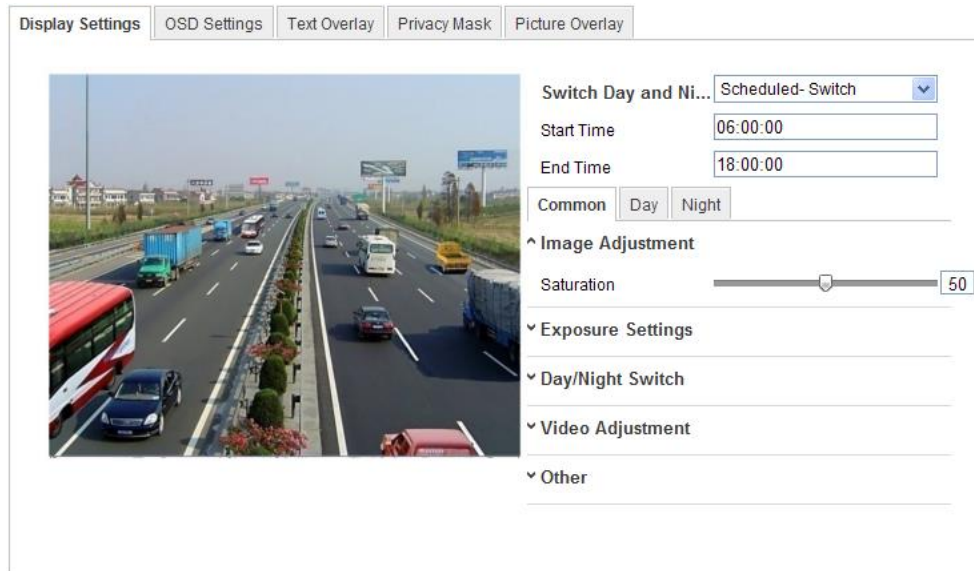 Display Settings
OSD Settings
Text Overlay
Privacy Mask
Picture Overlay
Switch Day and Ni... Scheduled- Switch
Start Time 06:00:00
End Time 18:00:00
Common Day Night
Image Adjustment
Saturation 50
Exposure Settings
Day/Night Switch
Video Adjustment
Other